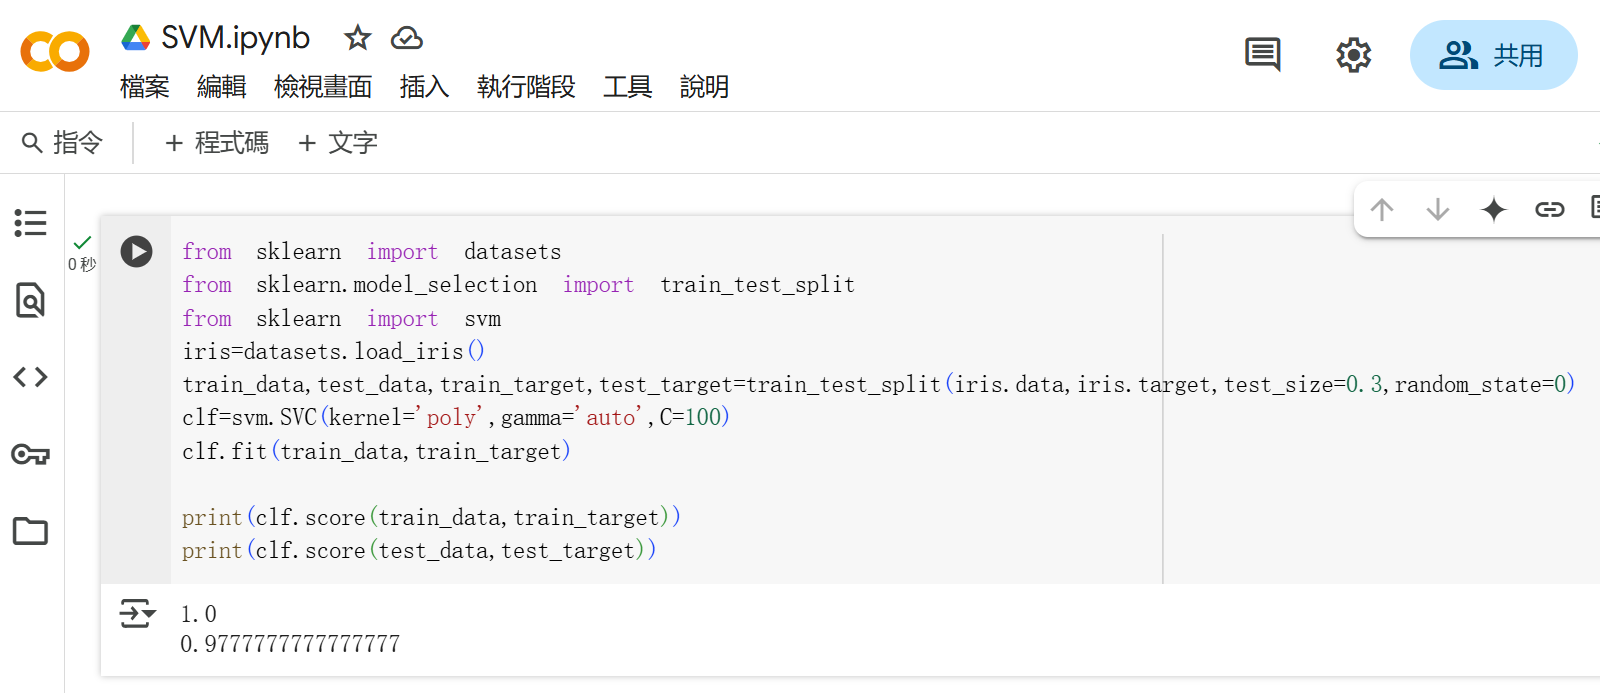 SVM.ipynb
檔案 編輯 檢視畫面 插入 執行階段 工具 說明
共用
指令 + 程式碼 + 文字
0 秒
from sklearn import datasets
from sklearn.model_selection import train_test_split
from sklearn import svm
iris=datasets.load_iris()
train_data,test_data,train_target,test_target=train_test_split(iris.data,iris.target,test_size=0.3,random_state=0)
clf=svm.SVC(kernel='poly',gamma='auto',C=100)
clf.fit(train_data,train_target)
print(clf.score(train_data,train_target))
print(clf.score(test_data,test_target))
1.0
0.9777777777777777